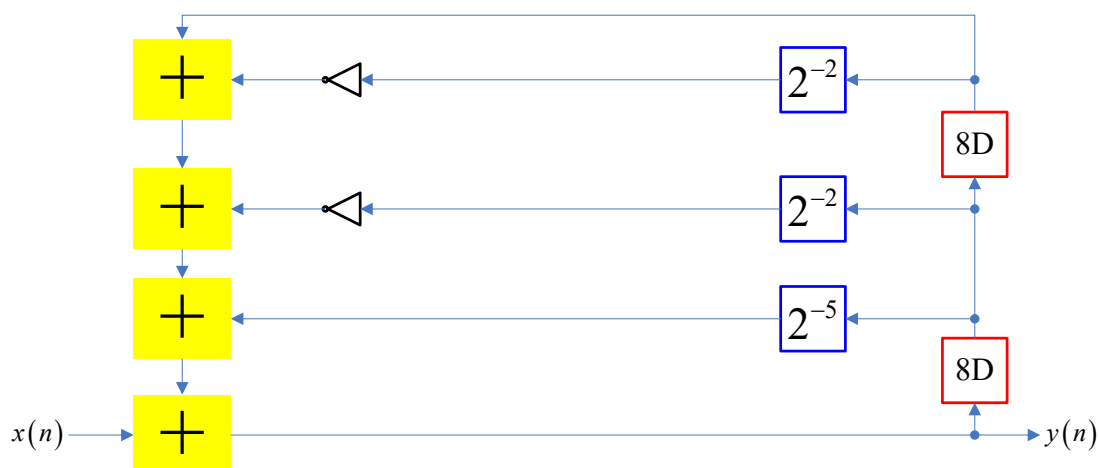 +
2⁻²
8D
+
2⁻²
+
2⁻⁵
8D
x(n)
+
y(n)